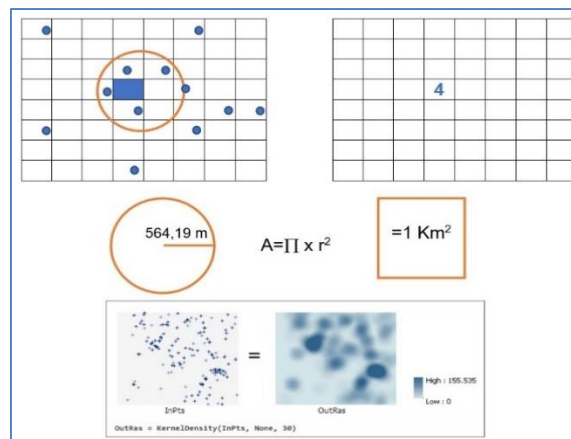 4
564,19 m
A=∏ x r²
=1 Km²
=
High : 155.535
Low : 0
InPts
OutRas
OutRas = KernelDensity(InPts, None, 30)